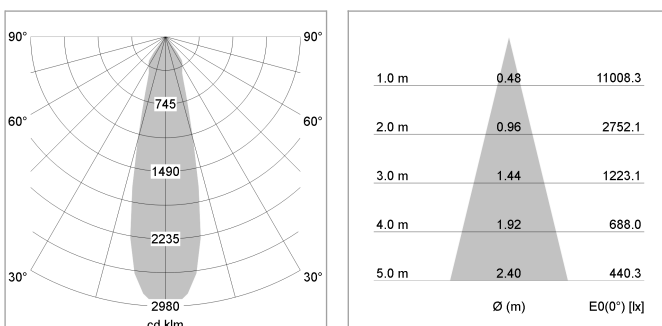 90° 90°
745
60° 60°
1490
2235
30° 30°
2980
cd klm
1.0 m 0.48 11008.3
2.0 m 0.96 2752.1
3.0 m 1.44 1223.1
4.0 m 1.92 688.0
5.0 m 2.40 440.3
Ø (m) E0(0°) [lx]